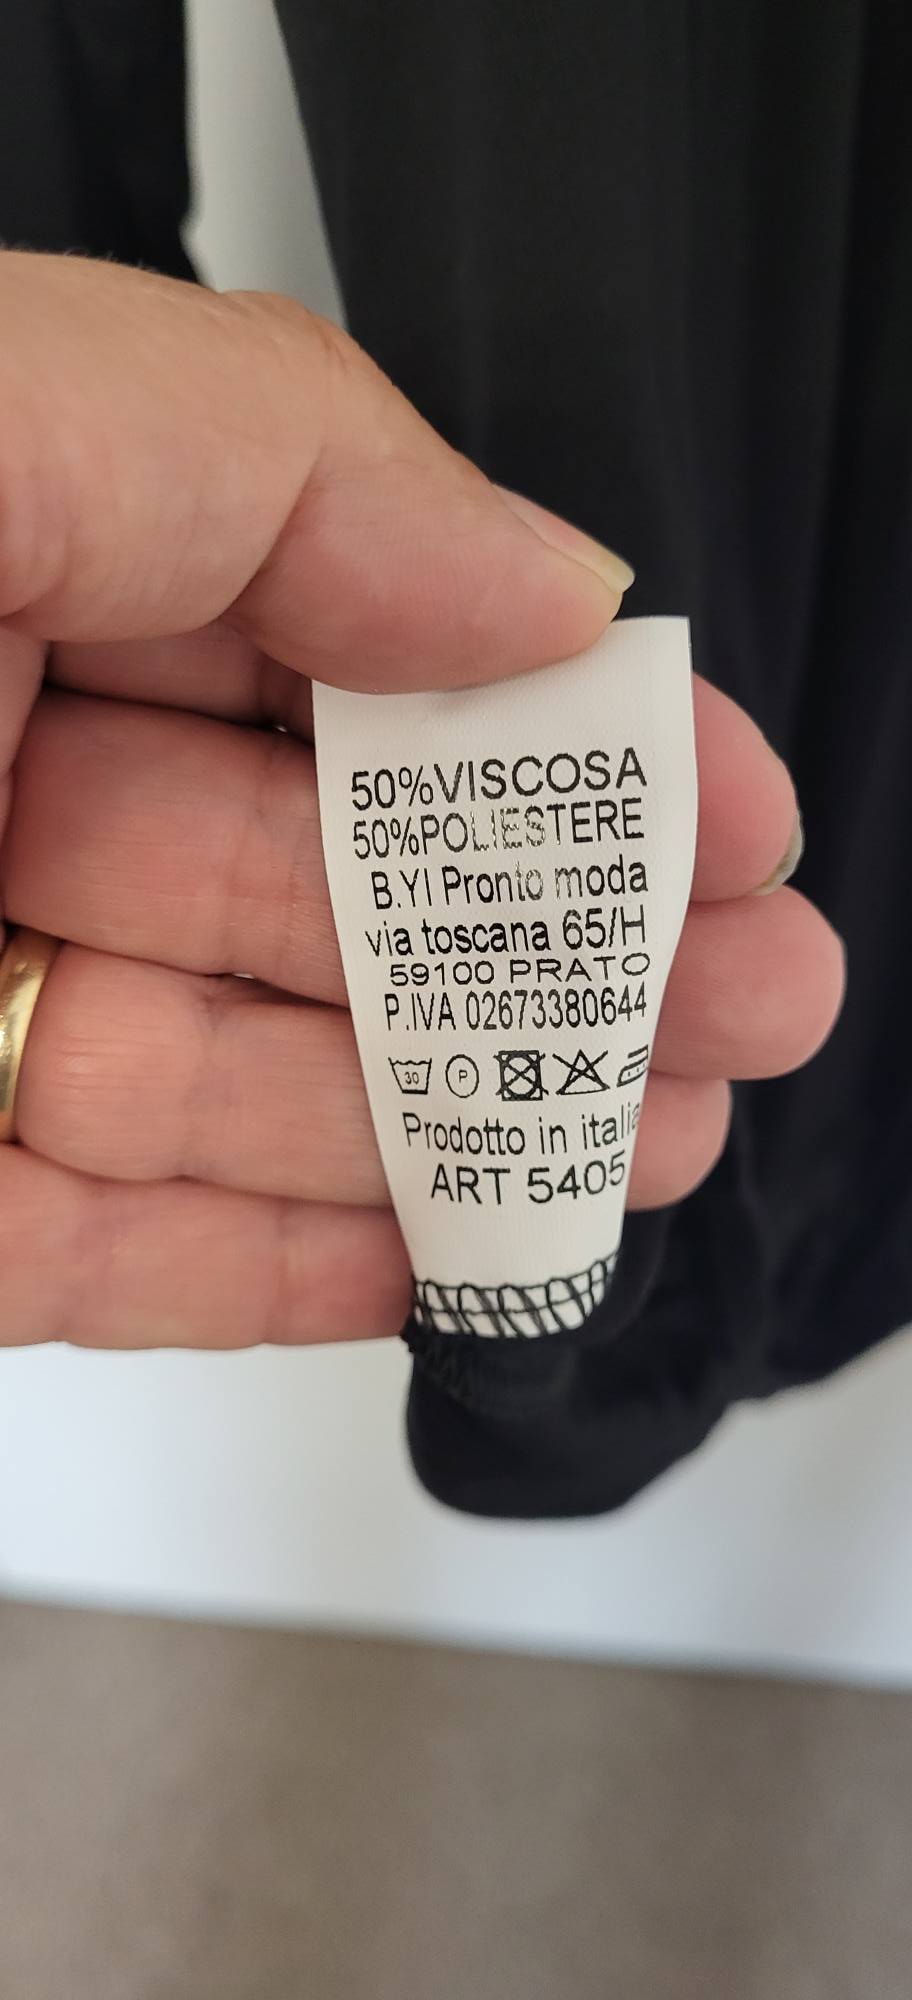 50%VISCOSA
50%POLIESTERE
B.YI Pronto moda
via toscana 65/H
59100 PRATO
P.IVA 02673380644
30 P
Prodotto in italia
ART 5405